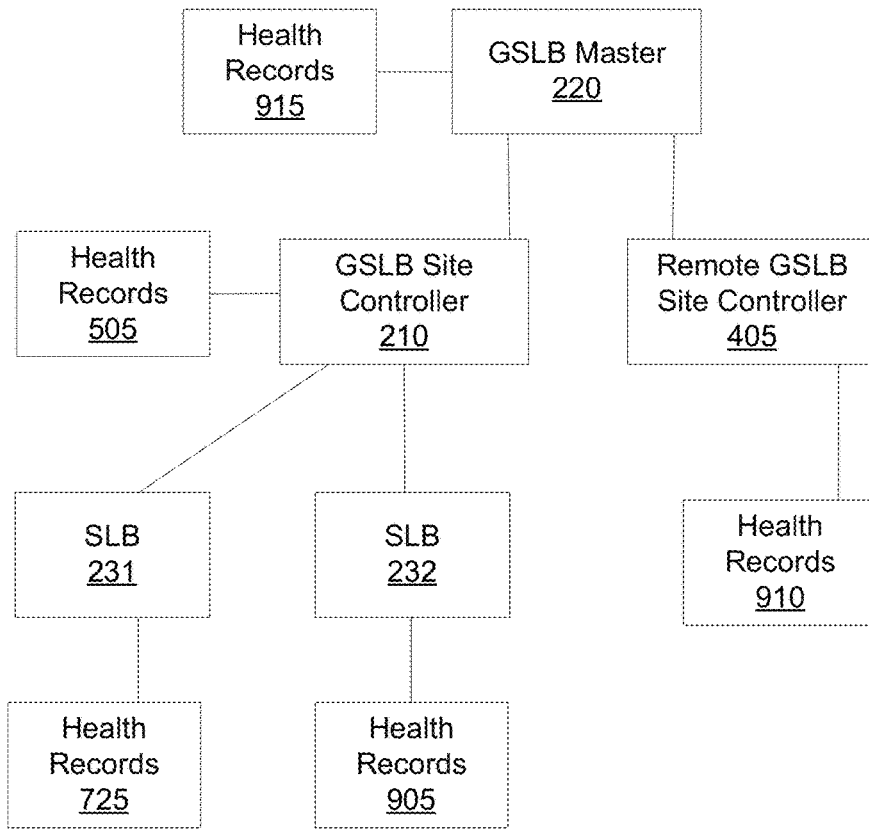 Health
Records
915
GSLB Master
220
Health
Records
505
GSLB Site
Controller
210
Remote GSLB
Site Controller
405
SLB
231
SLB
232
Health
Records
910
Health
Records
725
Health
Records
905